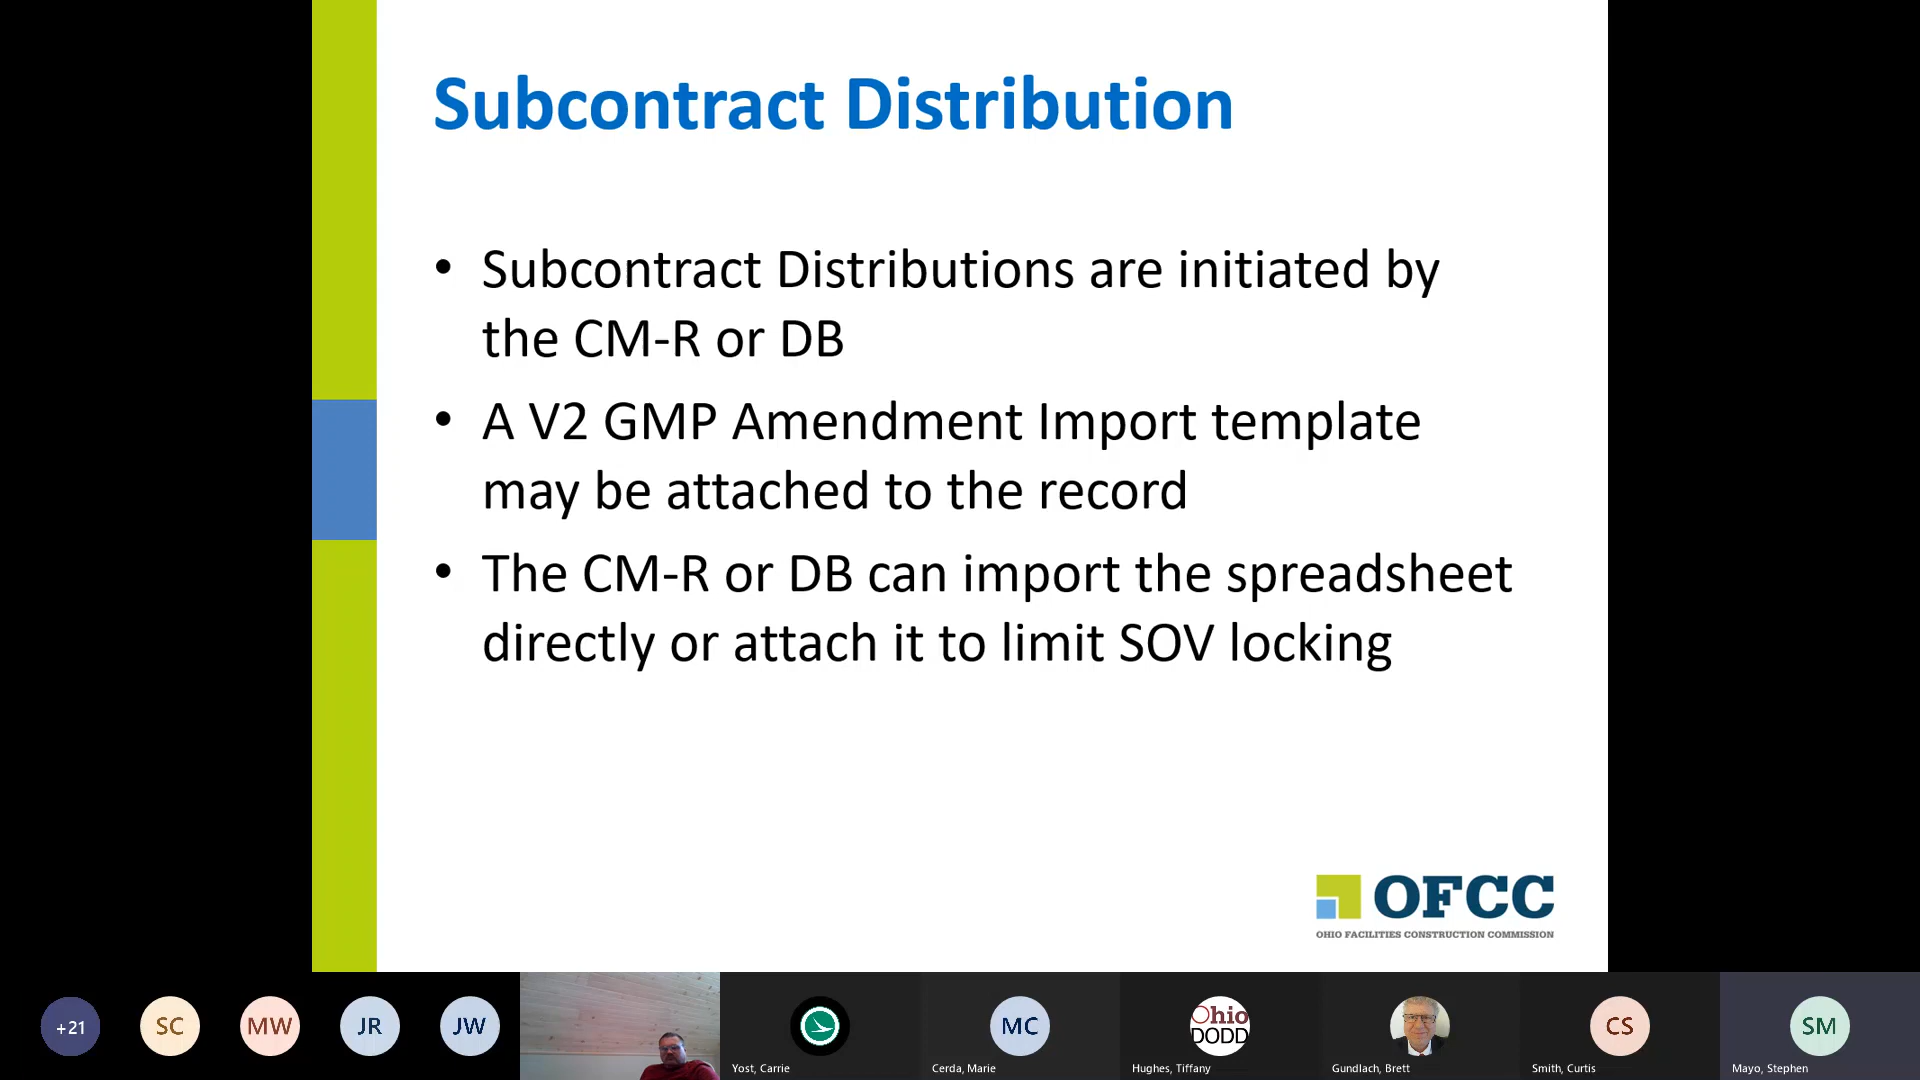 Subcontract Distribution
• Subcontract Distributions are initiated by
the CM-R or DB
• A V2 GMP Amendment Import template
may be attached to the record
• The CM-R or DB can import the spreadsheet
directly or attach it to limit SOV locking
OFCC
OHIO FACILITIES CONSTRUCTION COMMISSION
+21
SC
MW
JR
JW
Yost, Carrie
MC
Cerda, Marie
Ohio
DODD
Hughes, Tiffany
Gundlach, Brett
CS
Smith, Curtis
SM
Mayo, Stephen